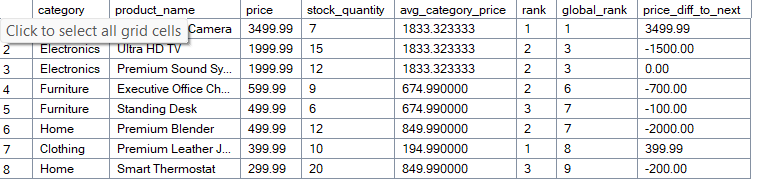 category product_name price stock_quantity avg_category_price rank global_rank price_diff_to_next
Click to select all grid cells Camera 3499.99 7 1833.323333 1 1 3499.99
2 Electronics Ultra HD TV 1999.99 15 1833.323333 2 3 -1500.00
3 Electronics Premium Sound Sy... 1999.99 12 1833.323333 2 3 0.00
4 Furniture Executive Office Ch... 599.99 9 674.990000 2 6 -700.00
5 Furniture Standing Desk 499.99 6 674.990000 3 7 -100.00
6 Home Premium Blender 499.99 12 849.990000 2 7 -2000.00
7 Clothing Premium Leather J... 399.99 10 194.990000 1 8 399.99
8 Home Smart Thermostat 299.99 20 849.990000 3 9 -200.00